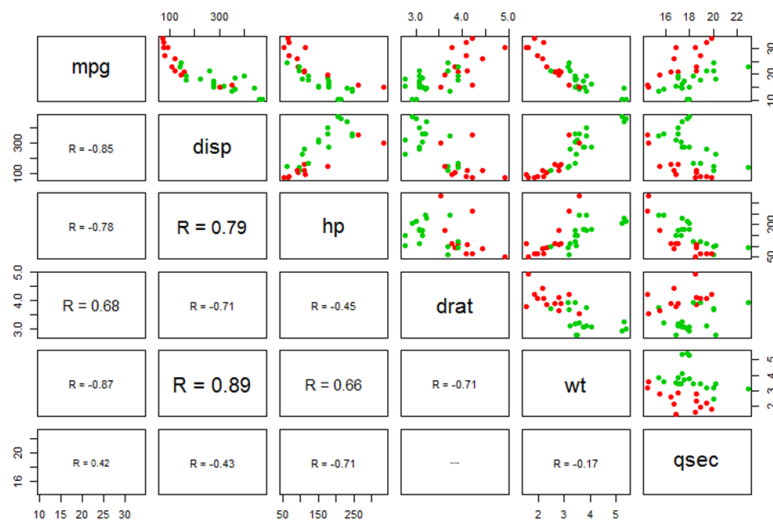 100 300 3.0 4.0 5.0 16 18 20 22
mpg
10 20 30
100 300
R = -0.85
disp
R = -0.78
R = 0.79
hp
50 200
3.0 4.0 5.0
R = 0.68
R = -0.71
R = -0.45
drat
R = -0.87
R = 0.89
R = 0.66
R = -0.71
wt
2 3 4 5
16 20
R = 0.42
R = -0.43
R = -0.71
R = -0.17
qsec
10 15 20 25 30 50 150 250 2 3 4 5